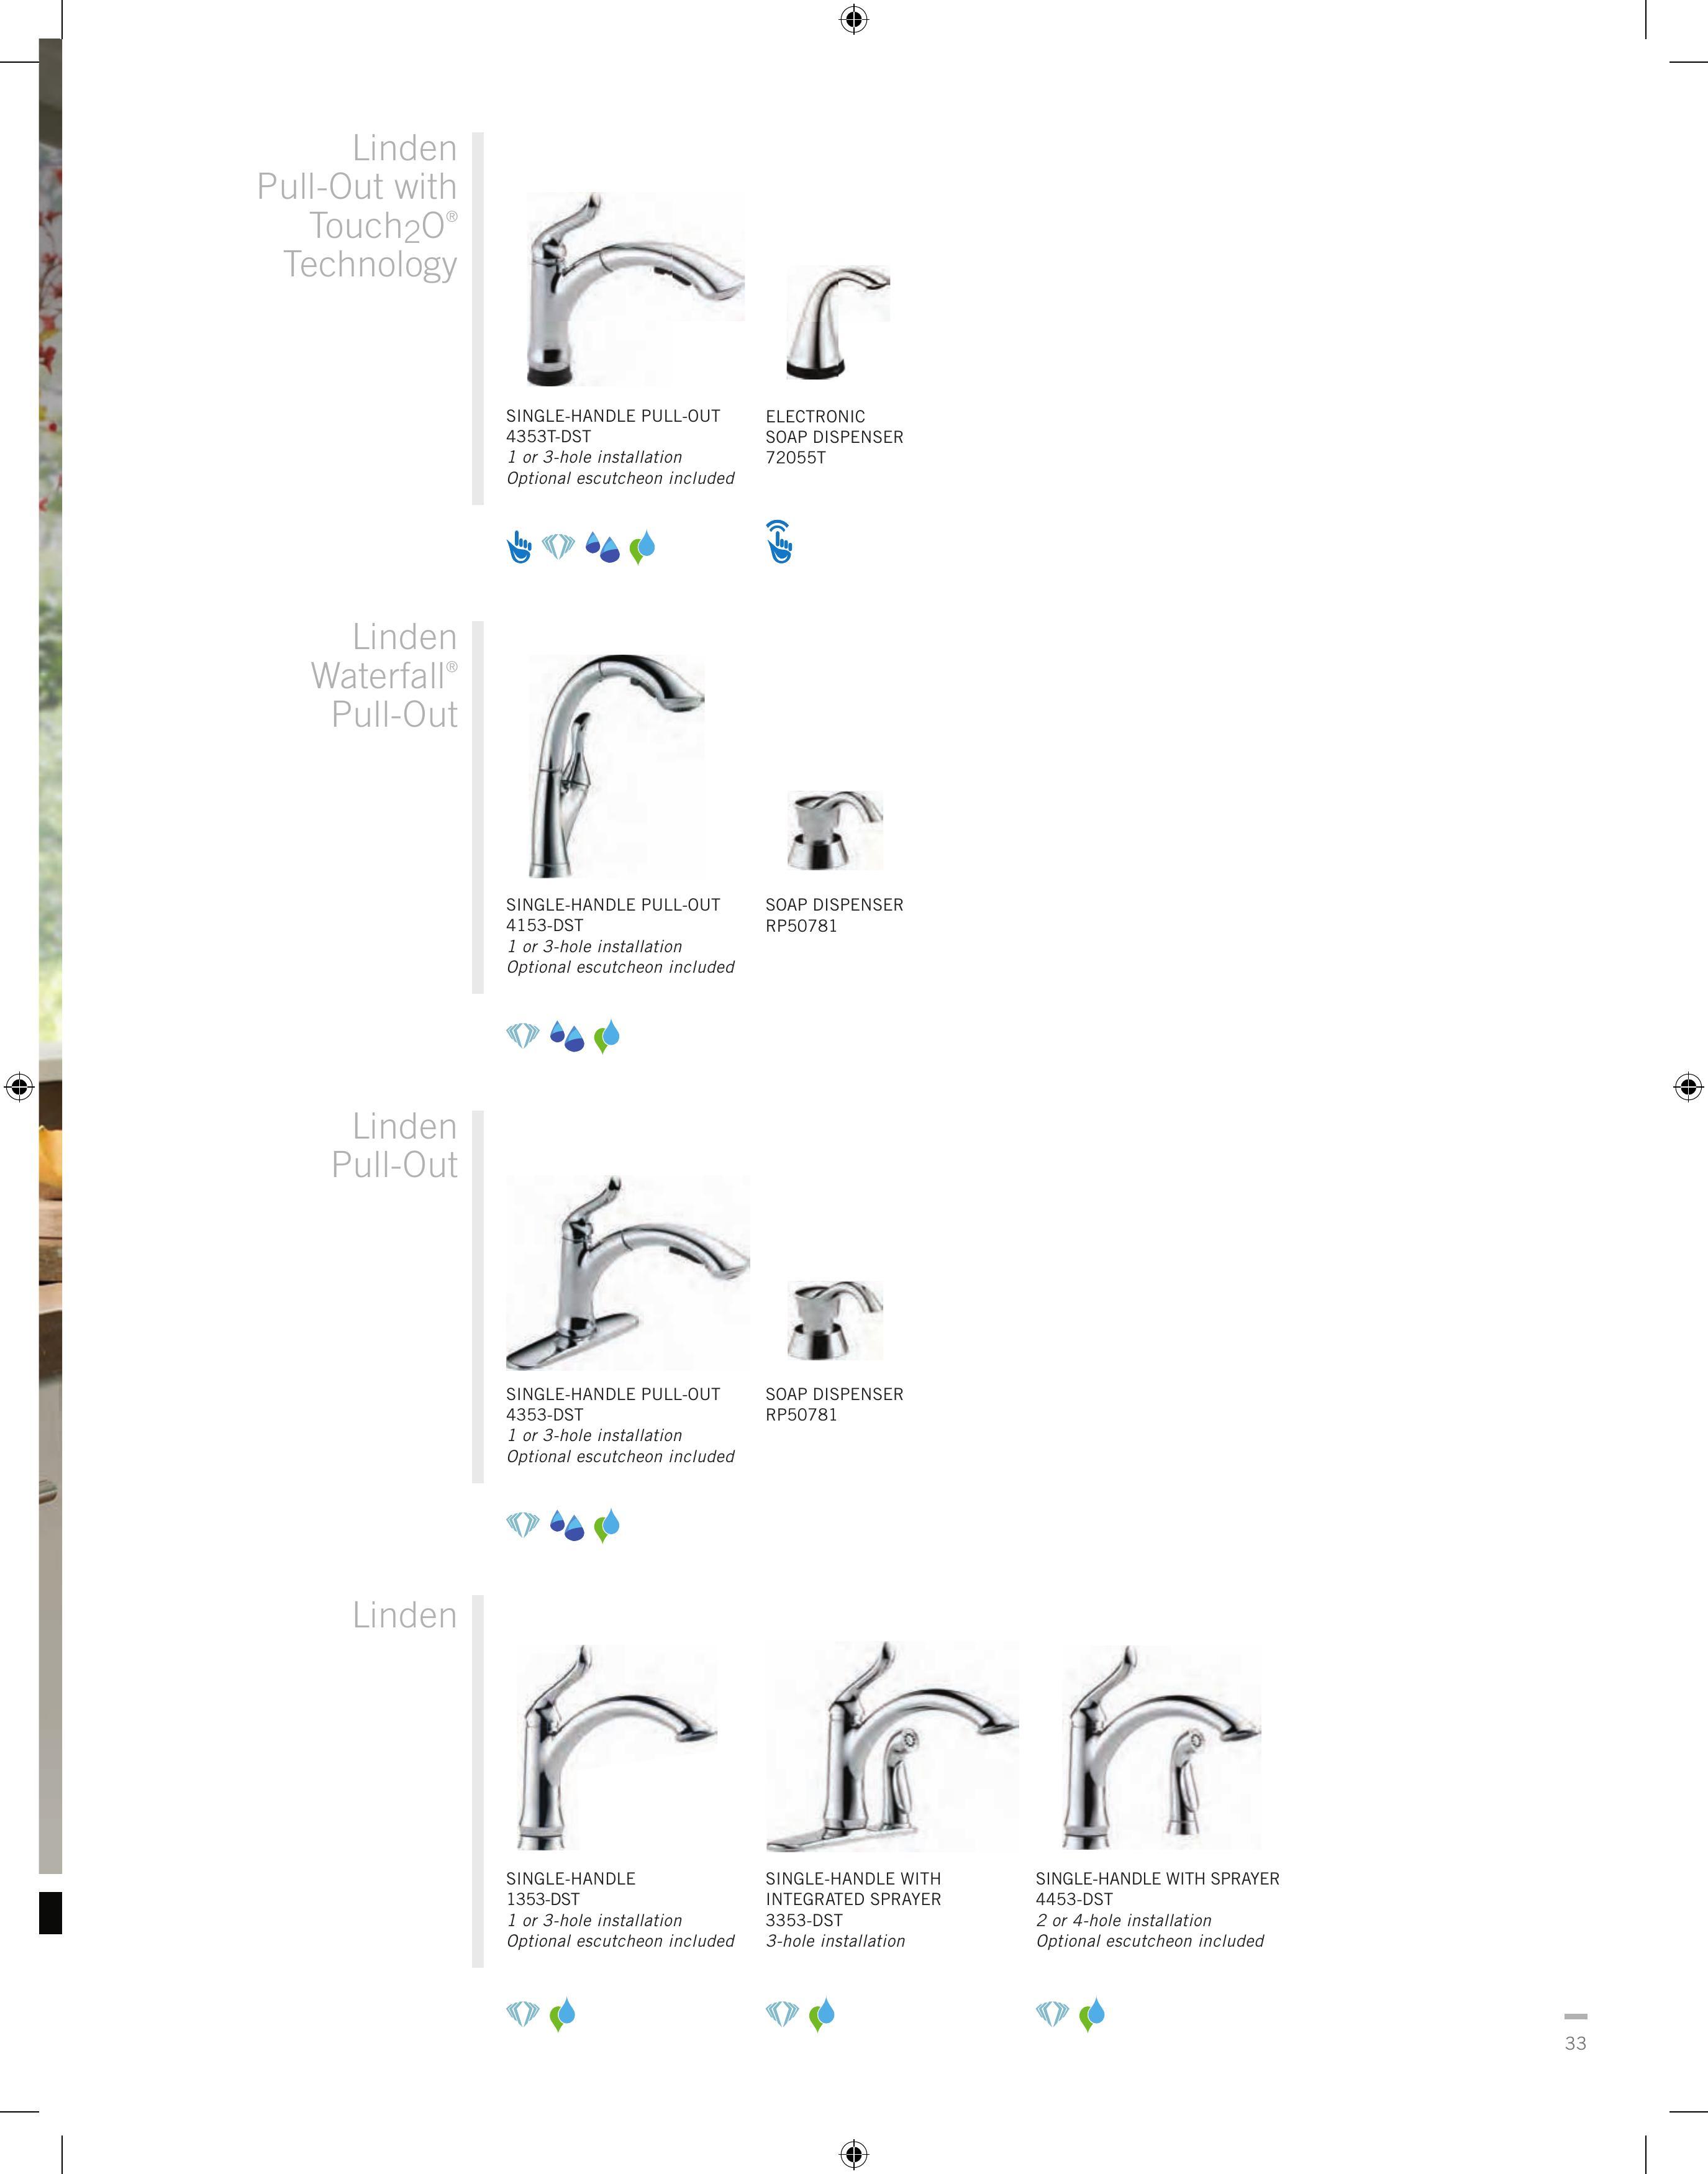 Linden
Pull-Out with
Touch2O®
Technology
SINGLE-HANDLE PULL-OUT
4353T-DST
1 or 3-hole installation
Optional escutcheon included
ELECTRONIC
SOAP DISPENSER
72055T
Linden
Waterfall®
Pull-Out
SINGLE-HANDLE PULL-OUT
4153-DST
1 or 3-hole installation
Optional escutcheon included
SOAP DISPENSER
RP50781
Linden
Pull-Out
SINGLE-HANDLE PULL-OUT
4353-DST
1 or 3-hole installation
Optional escutcheon included
SOAP DISPENSER
RP50781
Linden
SINGLE-HANDLE
1353-DST
1 or 3-hole installation
Optional escutcheon included
SINGLE-HANDLE WITH
INTEGRATED SPRAYER
3353-DST
3-hole installation
SINGLE-HANDLE WITH SPRAYER
4453-DST
2 or 4-hole installation
Optional escutcheon included
33